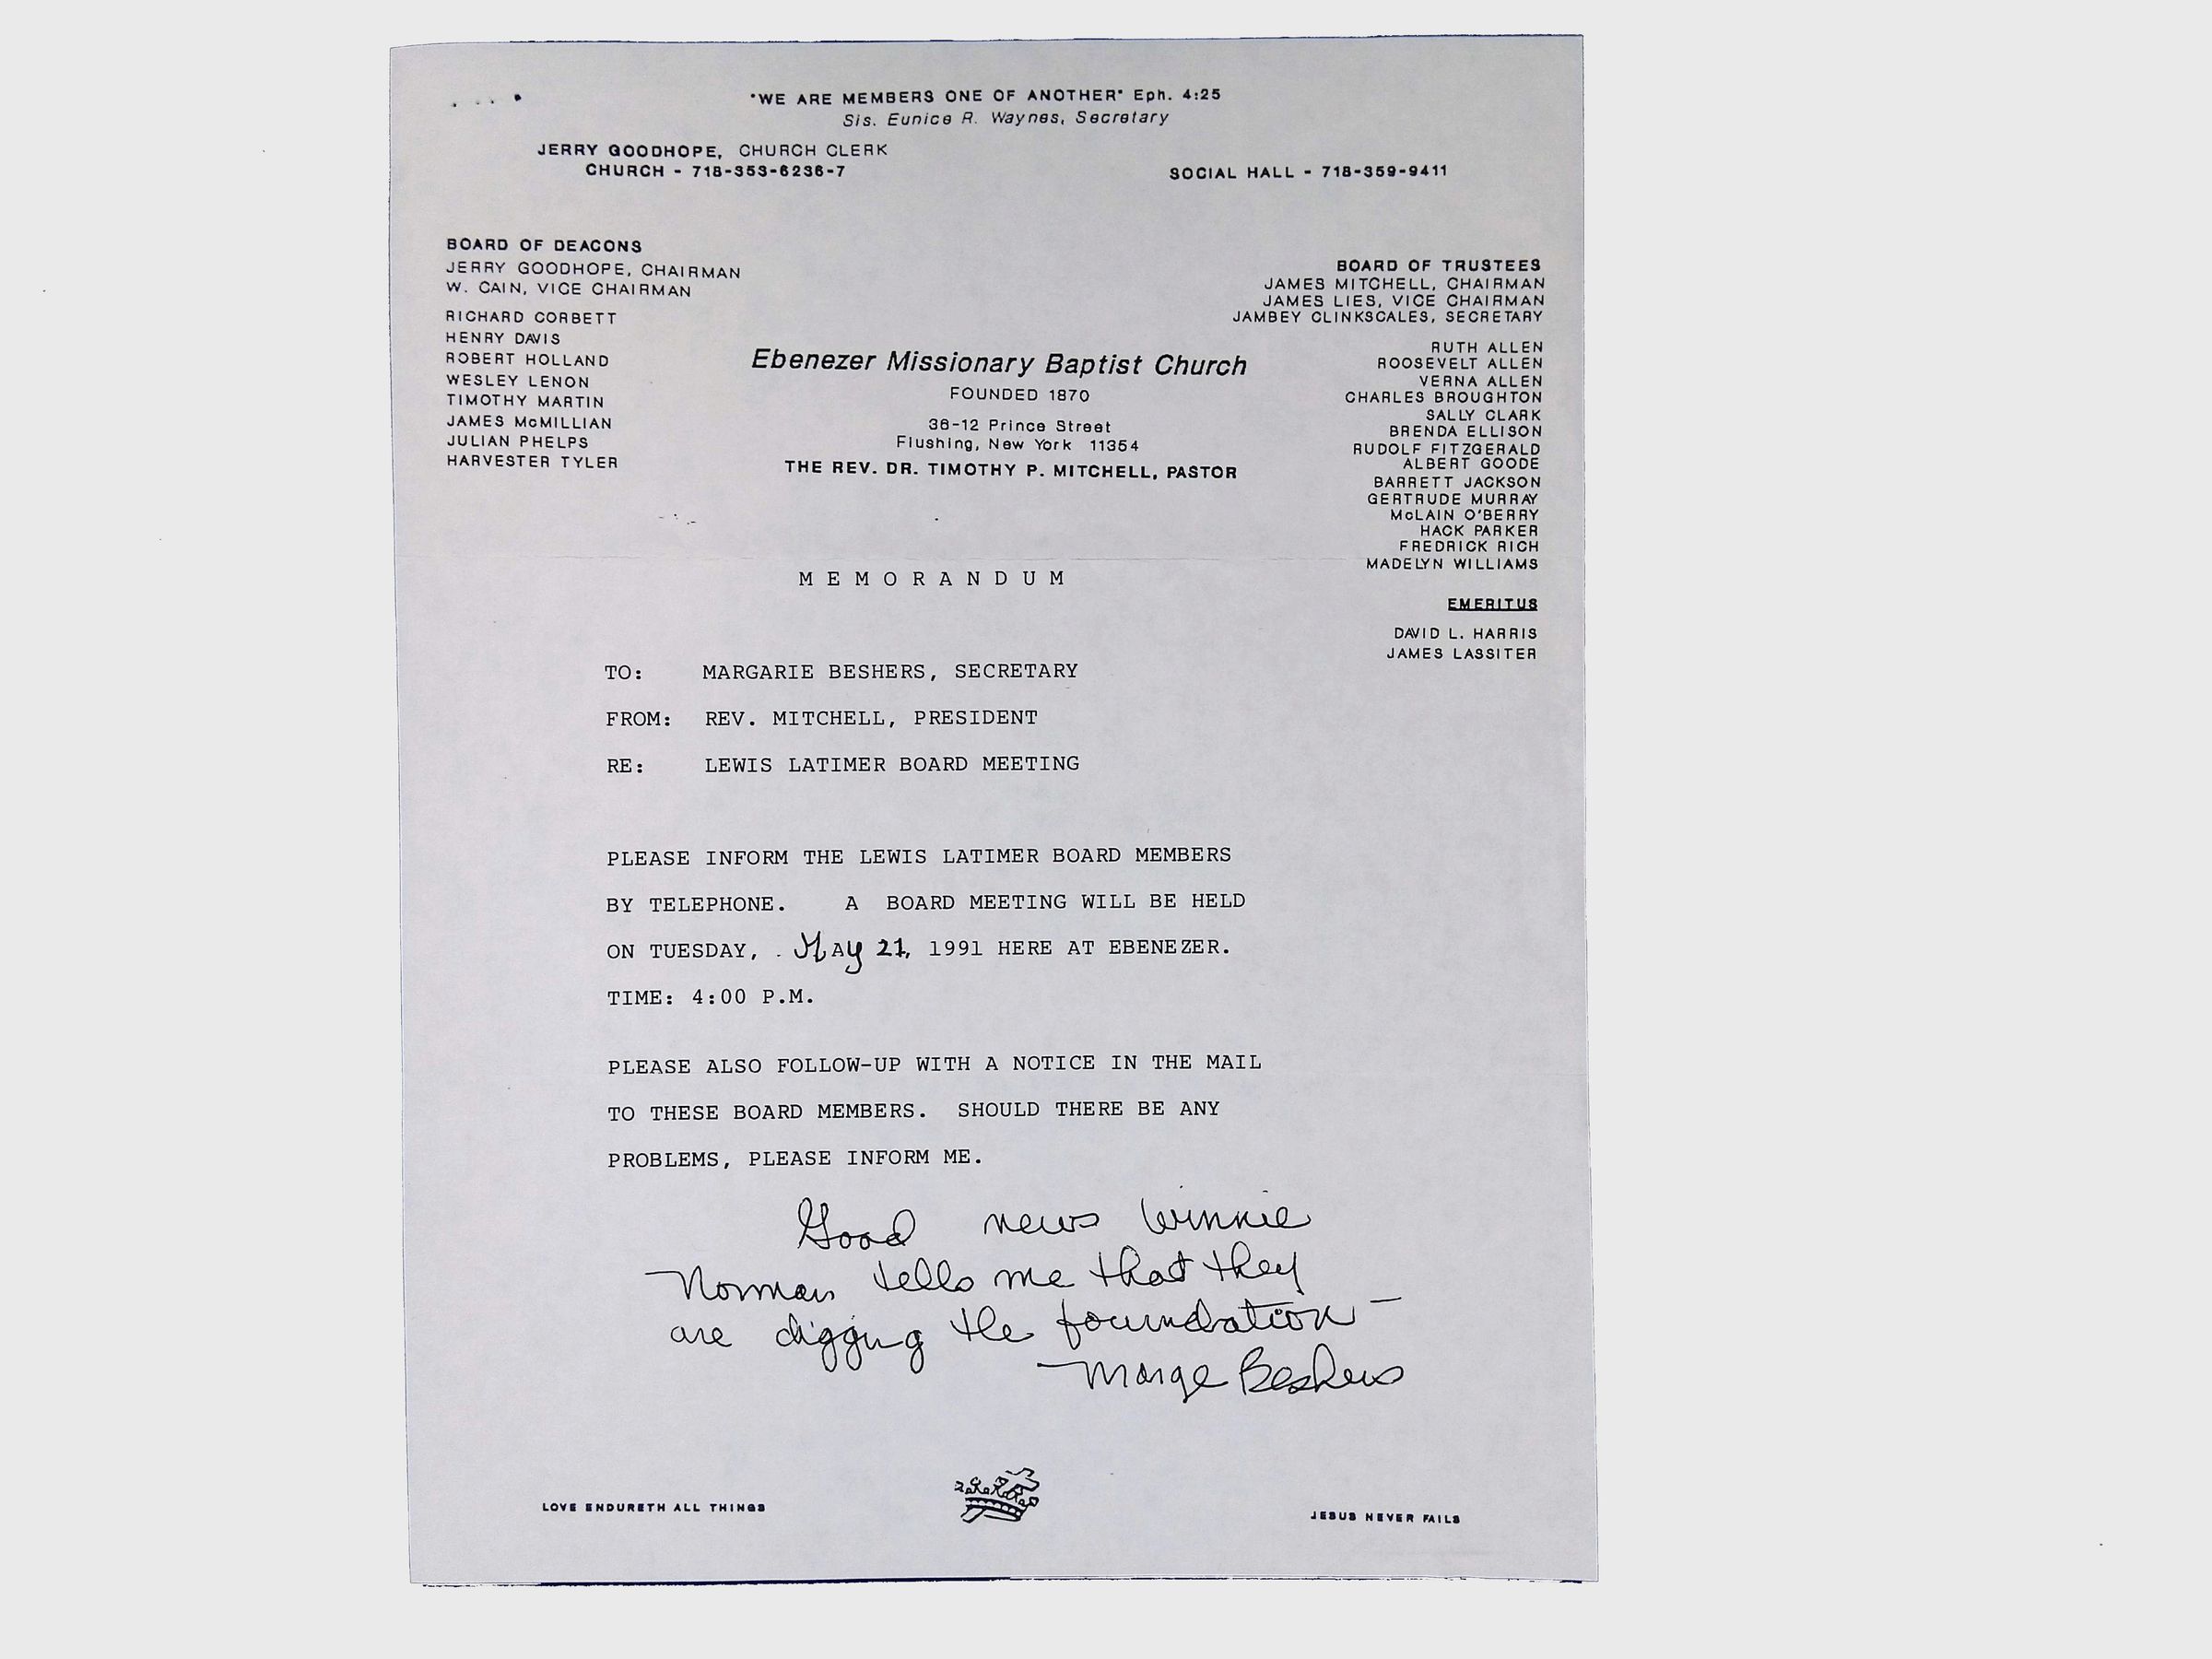 "WE ARE MEMBERS ONE OF ANOTHER" Eph. 4:25
Sis. Eunice R. Waynes, Secretary
JERRY GOODHOPE, CHURCH CLERK
CHURCH - 718-353-6236-7
SOCIAL HALL - 718-359-9411
BOARD OF DEACONS
JERRY GOODHOPE, CHAIRMAN
W. CAIN, VICE CHAIRMAN
RICHARD CORBETT
HENRY DAVIS
ROBERT HOLLAND
WESLEY LENON
TIMOTHY MARTIN
JAMES McMILLIAN
JULIAN PHELPS
HARVESTER TYLER
Ebenezer Missionary Baptist Church
FOUNDED 1870
36-12 Prince Street
Flushing, New York 11354
THE REV. DR. TIMOTHY P. MITCHELL, PASTOR
BOARD OF TRUSTEES
JAMES MITCHELL, CHAIRMAN
JAMES LIES, VICE CHAIRMAN
JAMBEY CLINKSCALES, SECRETARY
RUTH ALLEN
ROOSEVELT ALLEN
VERNA ALLEN
CHARLES BROUGHTON
SALLY CLARK
BRENDA ELLISON
RUDOLF FITZGERALD
ALBERT GOODE
BARRETT JACKSON
GERTRUDE MURRAY
McLAIN O'BERRY
HACK PARKER
FREDRICK RICH
MADELYN WILLIAMS
EMERITUS
DAVID L. HARRIS
JAMES LASSITER
MEMORANDUM
TO: MARGARIE BESHERS, SECRETARY
FROM: REV. MITCHELL, PRESIDENT
RE: LEWIS LATIMER BOARD MEETING
PLEASE INFORM THE LEWIS LATIMER BOARD MEMBERS
BY TELEPHONE. A BOARD MEETING WILL BE HELD
ON TUESDAY, May 21, 1991 HERE AT EBENEZER.
TIME: 4:00 P.M.
PLEASE ALSO FOLLOW-UP WITH A NOTICE IN THE MAIL
TO THESE BOARD MEMBERS. SHOULD THERE BE ANY
PROBLEMS, PLEASE INFORM ME.
Good news Winnie
Norman tells me that they
are digging the foundation –
Marge Beshers
LOVE ENDURETH ALL THINGS
JESUS NEVER FAILS